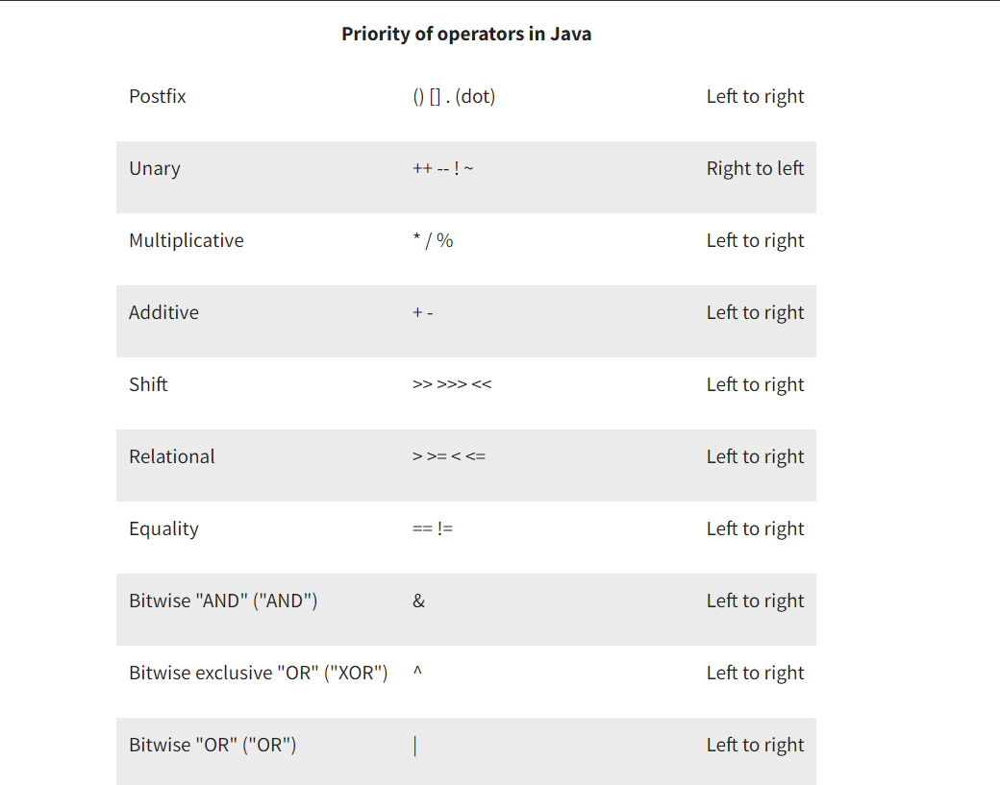 Priority of operators in Java
Postfix () [] . (dot) Left to right
Unary ++ -- ! ~ Right to left
Multiplicative * / % Left to right
Additive + - Left to right
Shift >> >>> << Left to right
Relational > >= < <= Left to right
Equality == != Left to right
Bitwise "AND" ("AND") & Left to right
Bitwise exclusive "OR" ("XOR") ^ Left to right
Bitwise "OR" ("OR") | Left to right